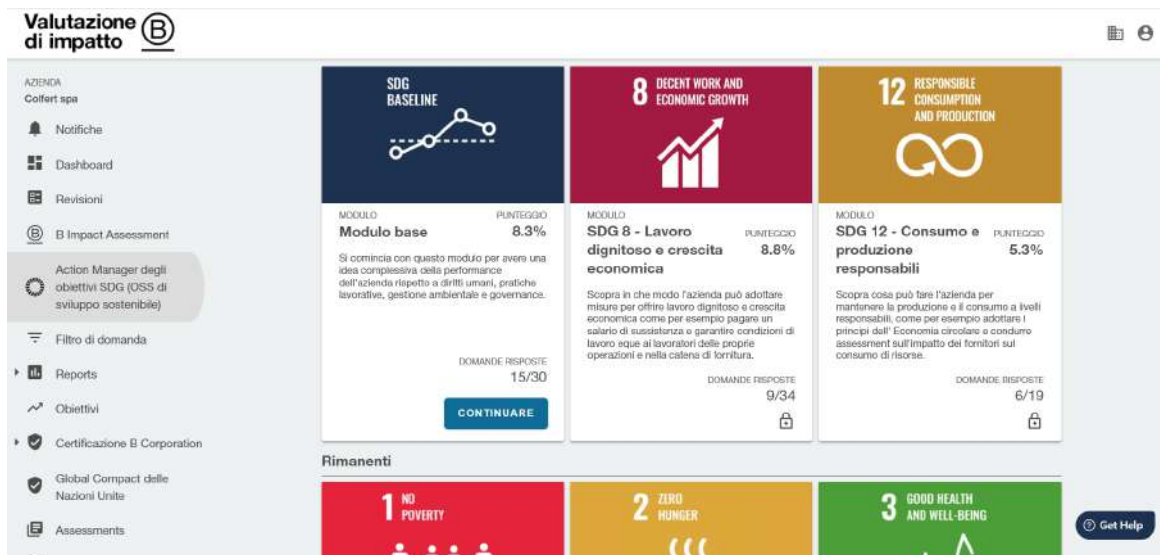 Valutazione
di impatto B
AZIENDA
Colfert spa
Notifiche
Dashboard
Revisioni
B B Impact Assessment
Action Manager degli
obiettivi SDG (OSS di
sviluppo sostenibile)
Filtro di domanda
Reports
Obiettivi
Certificazione B Corporation
Global Compact delle
Nazioni Unite
Assessments
SDG
BASELINE
MODULO PUNTEGGIO
Modulo base 8.3%
Si comincia con questo modulo per avere una
idea complessiva della performance
dell'azienda rispetto a diritti umani, pratiche
lavorative, gestione ambientale e governance.
DOMANDE RISPOSTE
15/30
CONTINUARE
8 DECENT WORK AND
ECONOMIC GROWTH
MODULO
SDG 8 - Lavoro PUNTEGGIO
dignitoso e crescita 8.8%
economica
Scopra in che modo l'azienda può adottare
misure per offrire lavoro dignitoso e crescita
economica come per esempio pagare un
salario di sussistenza e garantire condizioni di
lavoro eque ai lavoratori delle proprie
operazioni e nella catena di fornitura.
DOMANDE RISPOSTE
9/34
12 RESPONSIBLE
CONSUMPTION
AND PRODUCTION
MODULO
SDG 12 - Consumo e PUNTEGGIO
produzione 5.3%
responsabili
Scopra cosa può fare l'azienda per
mantenere la produzione e il consumo a livelli
responsabili, come per esempio adottare i
principi dell' Economia circolare e condurre
assessment sull'impatto dei fornitori sul
consumo di risorse.
DOMANDE RISPOSTE
6/19
Rimanenti
1 NO
POVERTY
2 ZERO
HUNGER
3 GOOD HEALTH
AND WELL-BEING
Get Help